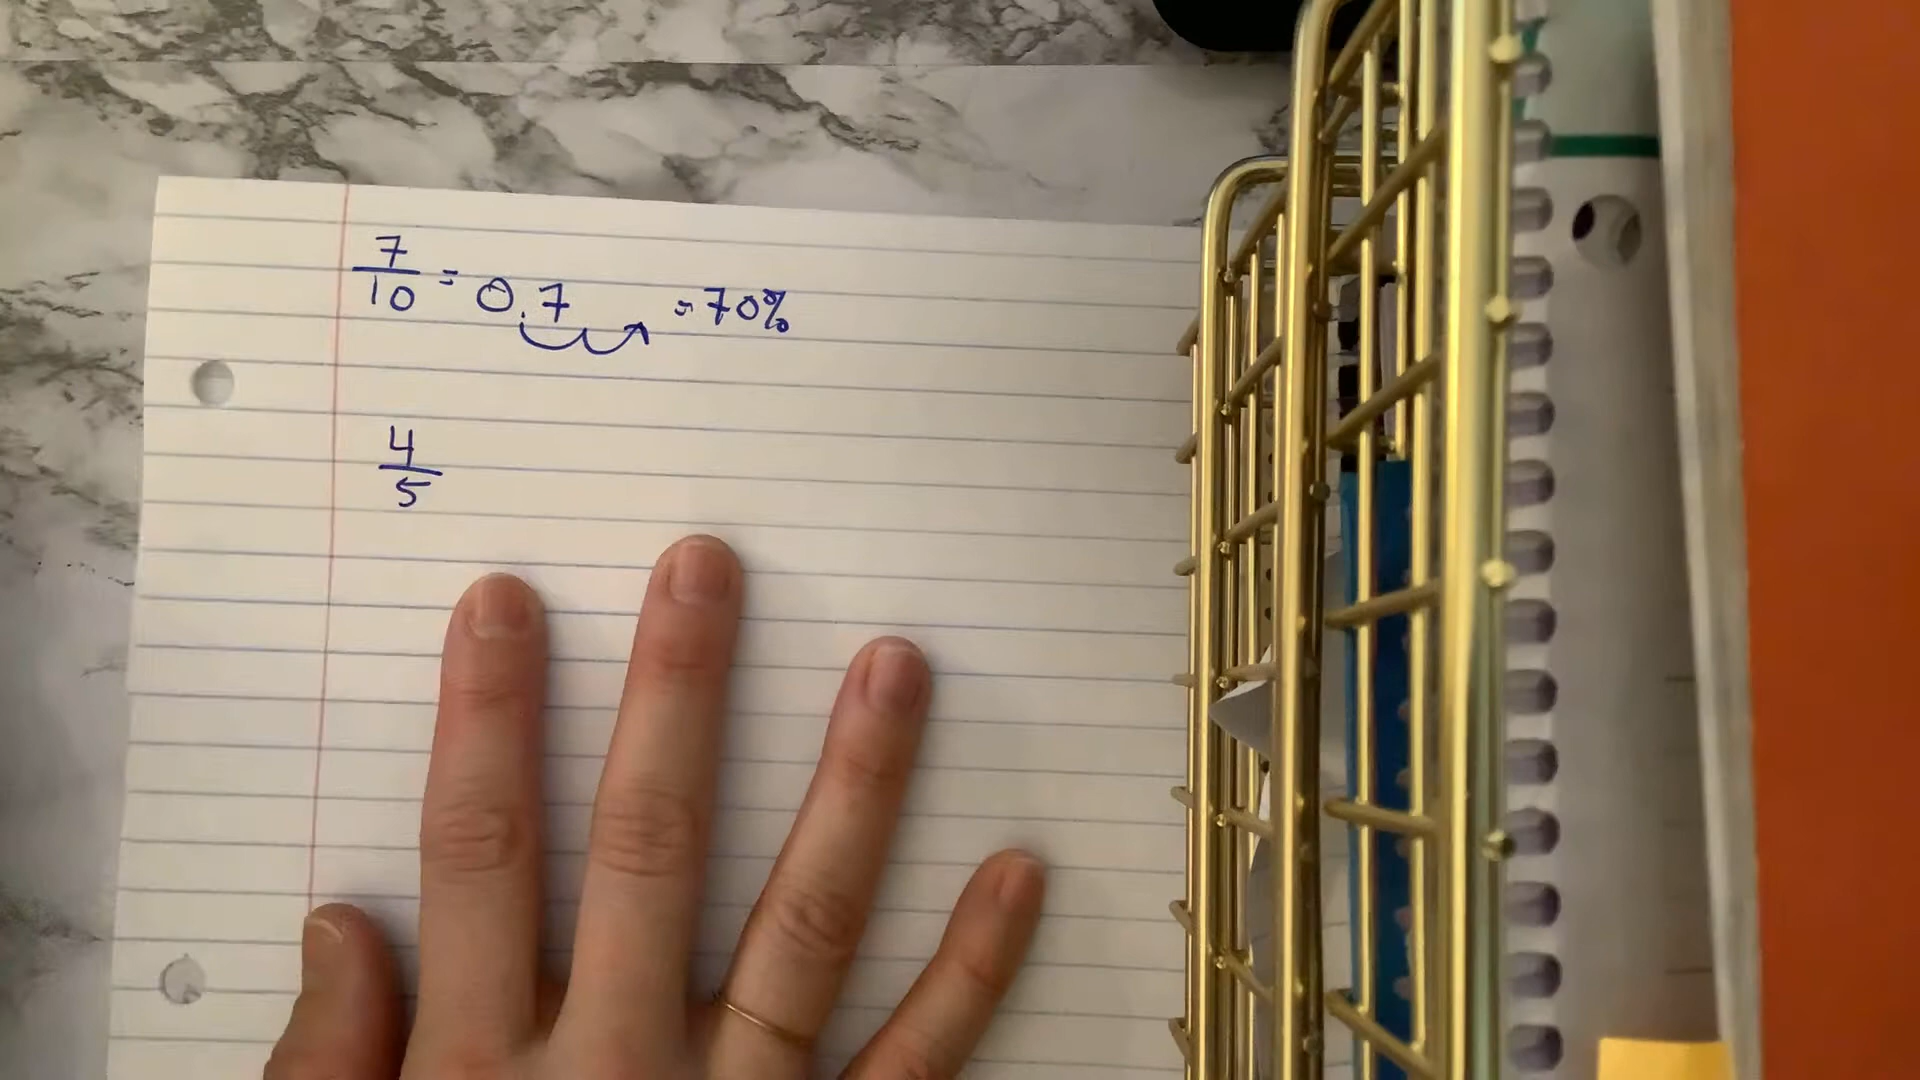 7/10 = 0.7 = 70%
4/5